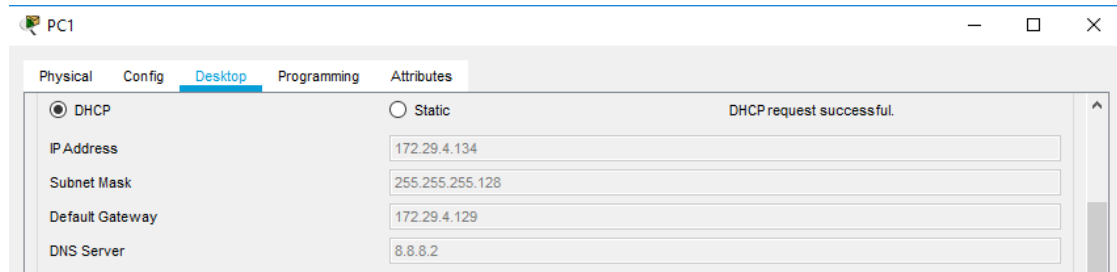 PC1
Physical Config Desktop Programming Attributes
DHCP Static DHCP request successful.
IP Address 172.29.4.134
Subnet Mask 255.255.255.128
Default Gateway 172.29.4.129
DNS Server 8.8.8.2